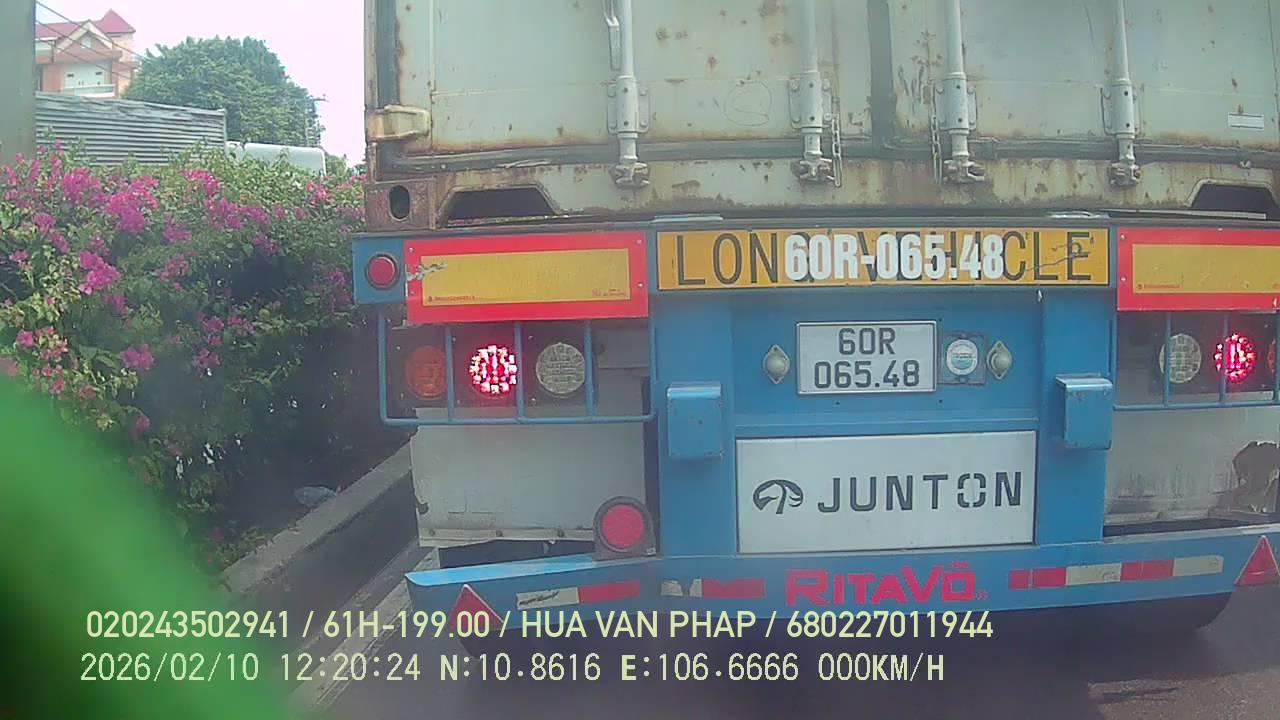 LONG VEHICLE
60R-065.48
60R
065.48
JUNTON
RITAVÕ
020243502941 / 61H-199.00 / HUA VAN PHAP / 680227011944
2026/02/10 12:20:24 N:10.8616 E:106.6666 000KM/H